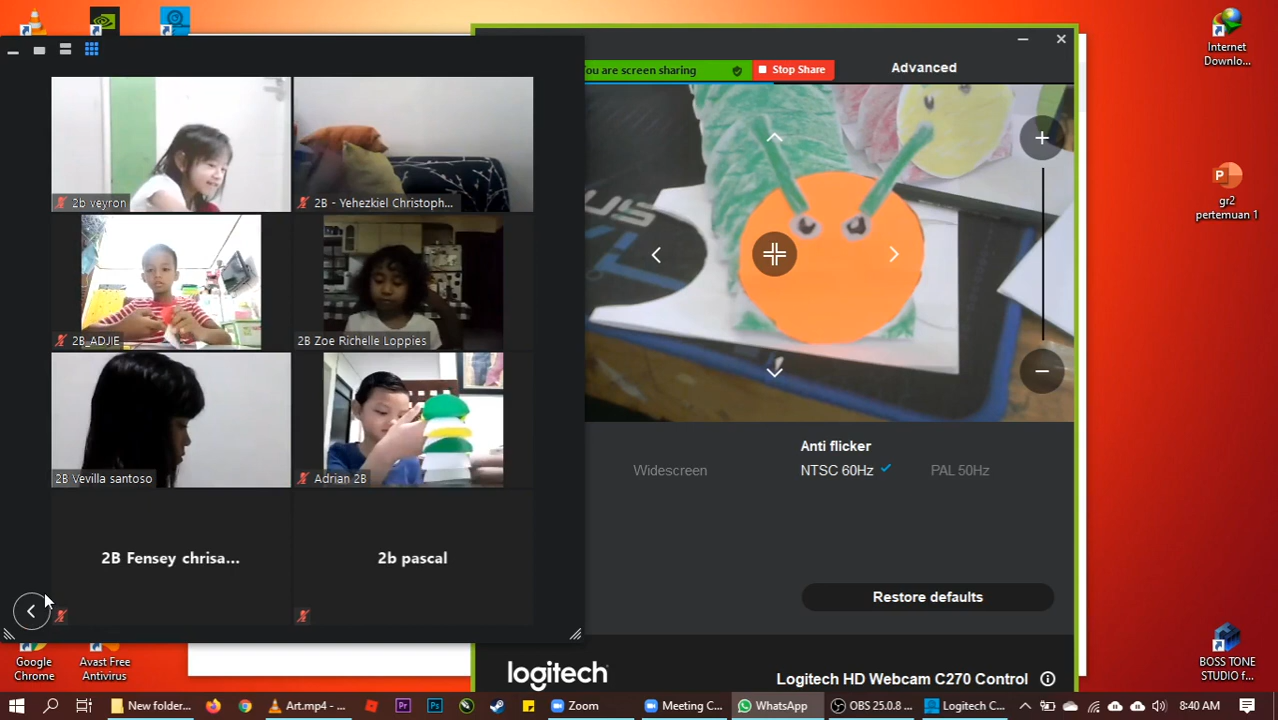 Internet
Downlo...
You are screen sharing
Stop Share
Advanced
2b veyron
2B - Yehezkiel Christoph...
gr2
pertemuan 1
2B_ADJIE
2B Zoe Richelle Loppies
2B Vevilla santoso
Adrian 2B
Anti flicker
Widescreen
NTSC 60Hz
PAL 50Hz
2B Fensey chrisa...
2b pascal
Restore defaults
Google
Chrome
Avast Free
Antivirus
logitech
Logitech HD Webcam C270 Control
BOSS TONE
STUDIO f...
New folder...
Art.mp4 - ...
Pr
Ps
Zoom
Meeting C...
WhatsApp
OBS 25.0.8 ...
Logitech C...
8:40 AM